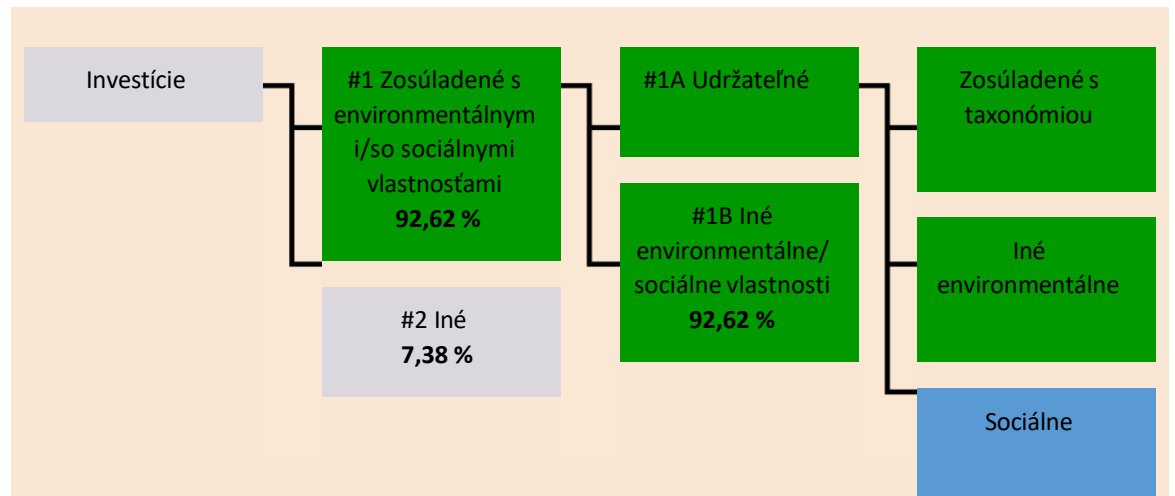 Investície
#1 Zosúladené s
environmentálnym
i/so sociálnymi
vlastnosťami
92,62 %
#2 Iné
7,38 %
#1A Udržateľné
#1B Iné
environmentálne/
sociálne vlastnosti
92,62 %
Zosúladené s
taxonómiou
Iné
environmentálne
Sociálne